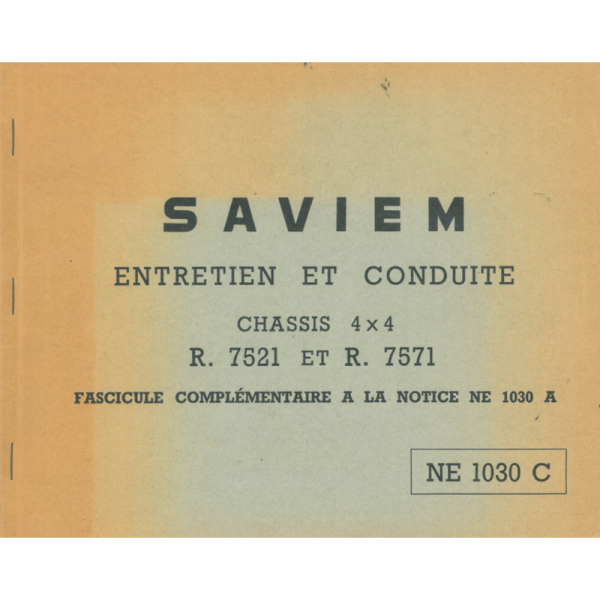 SAVIEM
ENTRETIEN ET CONDUITE
CHASSIS 4×4
R. 7521 ET R. 7571
FASCICULE COMPLÉMENTAIRE A LA NOTICE NE 1030 A
NE 1030 C